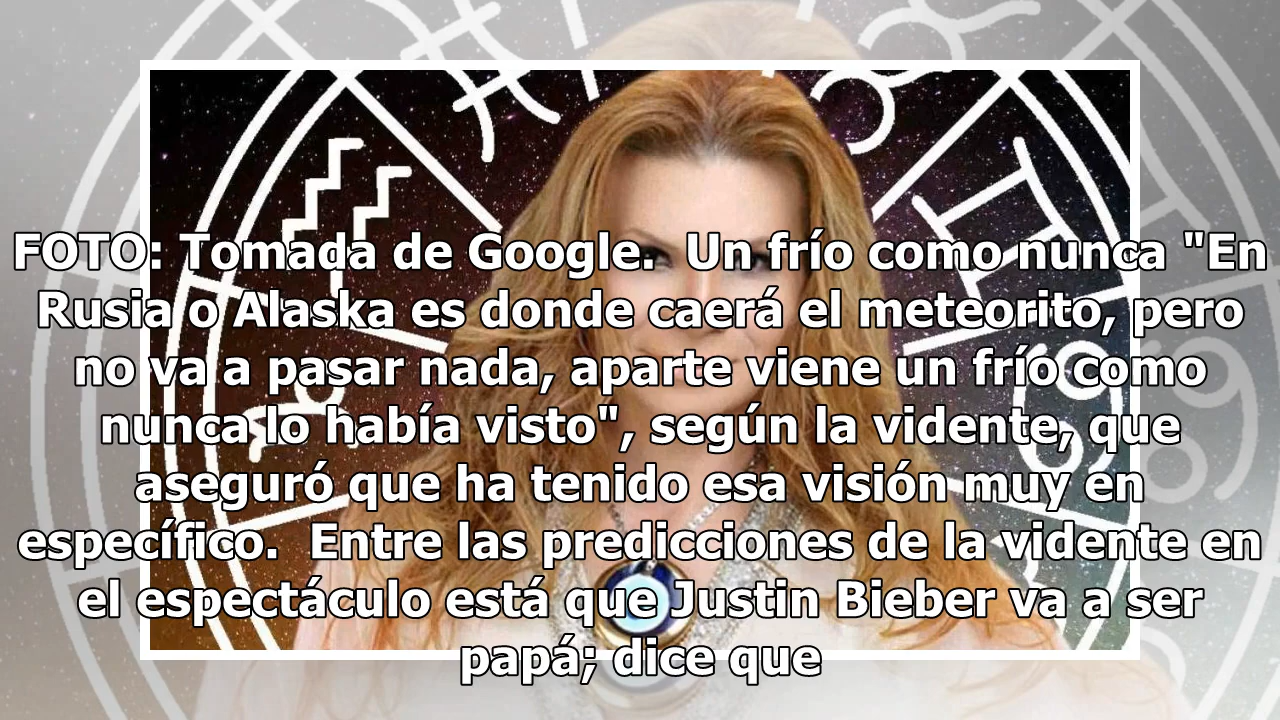 FOTO: Tomada de Google.  Un frío como nunca "En
Rusia o Alaska es donde caerá el meteorito, pero
no va a pasar nada, aparte viene un frío como
nunca lo había visto", según la vidente, que
aseguró que ha tenido esa visión muy en
específico.  Entre las predicciones de la vidente en
el espectáculo está que Justin Bieber va a ser
papá; dice que